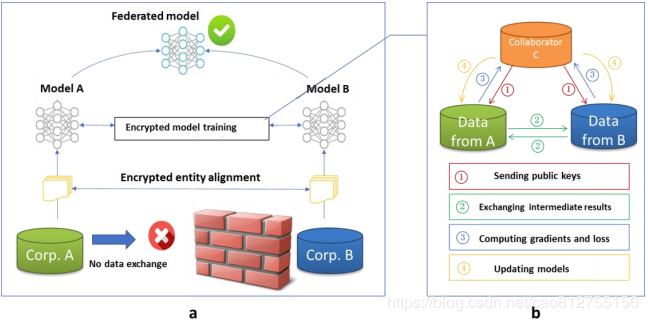 Federated model
Model A
Model B
Encrypted model training
Encrypted entity alignment
Corp. A
No data exchange
Corp. B
a
Collaborator
C
4
3
1
1
3
4
Data
from A
2
2
Data
from B
1 Sending public keys
2 Exchanging intermediate results
3 Computing gradients and loss
4 Updating models
b
https://blog.csdn.net/cao812755156